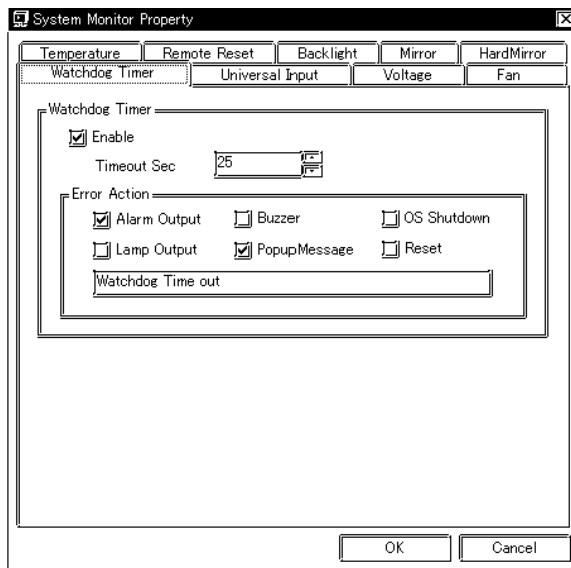 System Monitor Property
Temperature Remote Reset Backlight Mirror HardMirror
Watchdog Timer Universal Input Voltage Fan
Watchdog Timer
Enable
Timeout Sec 25
Error Action
Alarm Output Buzzer OS Shutdown
Lamp Output PopupMessage Reset
Watchdog Time out
OK Cancel